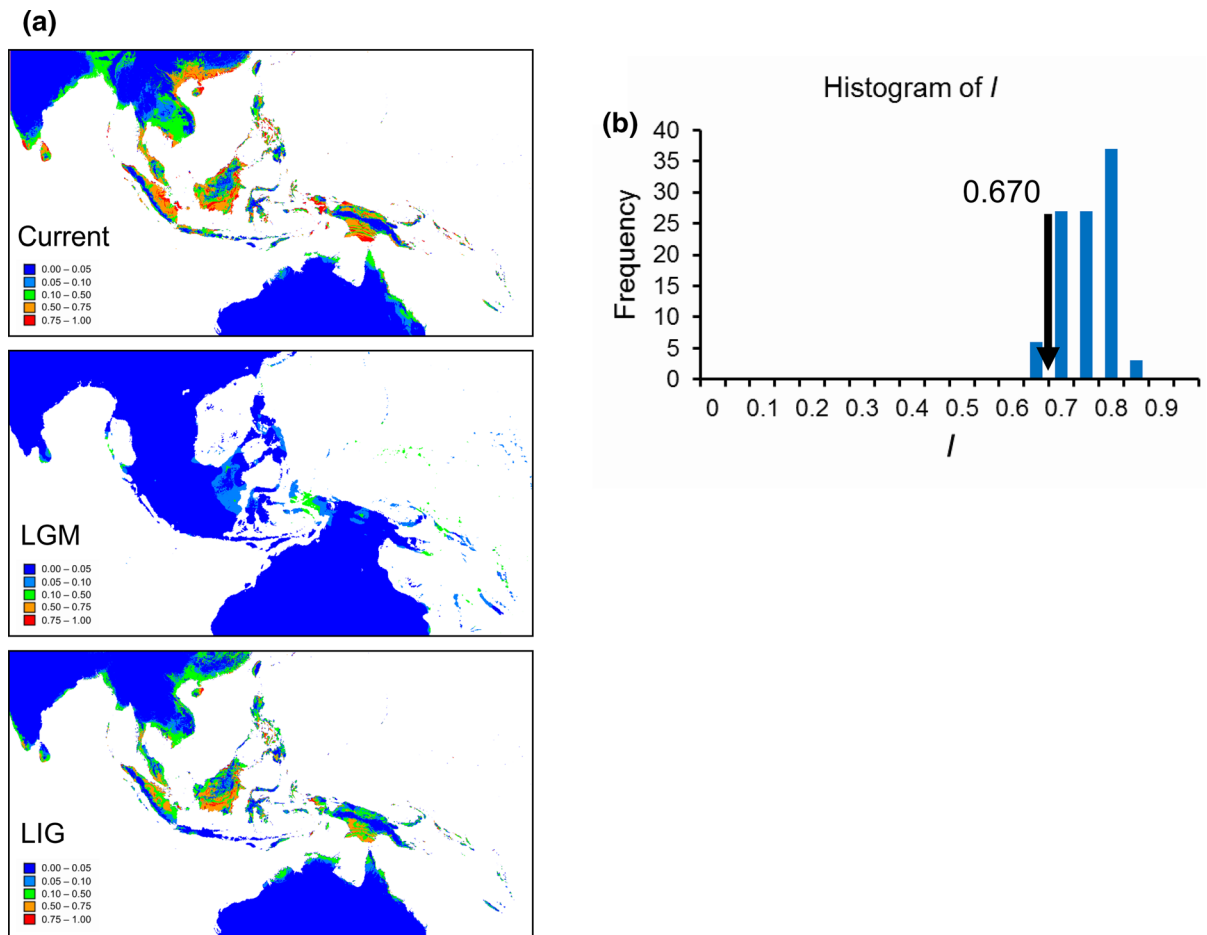 (a)
Current
0.00 – 0.05
0.05 – 0.10
0.10 – 0.50
0.50 – 0.75
0.75 – 1.00
LGM
0.00 – 0.05
0.05 – 0.10
0.10 – 0.50
0.50 – 0.75
0.75 – 1.00
LIG
0.00 – 0.05
0.05 – 0.10
0.10 – 0.50
0.50 – 0.75
0.75 – 1.00
Histogram of I
(b)
40
35
30
25
20
15
10
5
0
Frequency
0.670
0 0.1 0.2 0.3 0.4 0.5 0.6 0.7 0.8 0.9
I